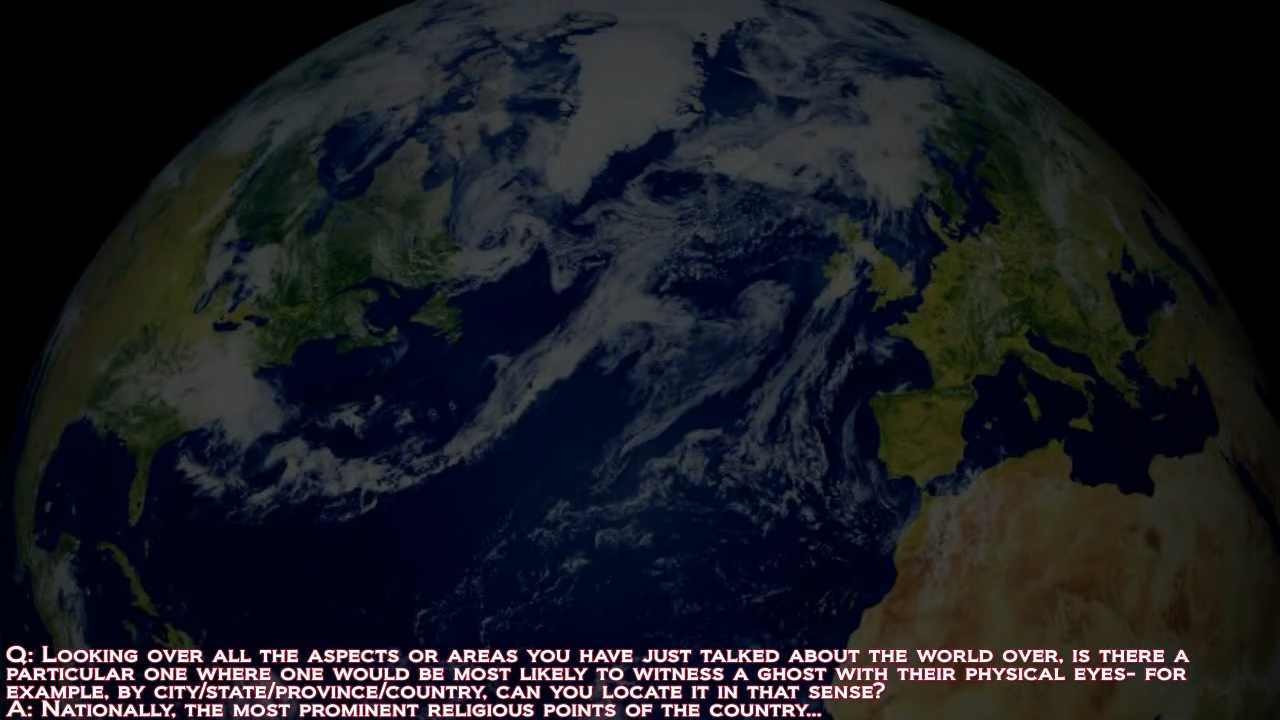 Q: Looking over all the aspects or areas you have just talked about the world over, is there a
particular one where one would be most likely to witness a ghost with their physical eyes- for
example, by city/state/province/country, can you locate it in that sense?
A: Nationally, the most prominent religious points of the country...